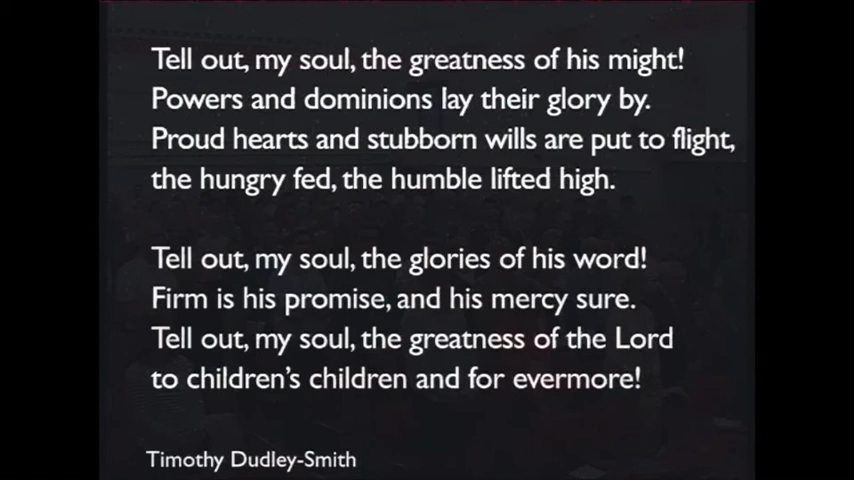 Tell out, my soul, the greatness of his might!
Powers and dominions lay their glory by.
Proud hearts and stubborn wills are put to flight,
the hungry fed, the humble lifted high.
Tell out, my soul, the glories of his word!
Firm is his promise, and his mercy sure.
Tell out, my soul, the greatness of the Lord
to children’s children and for evermore!
Timothy Dudley-Smith